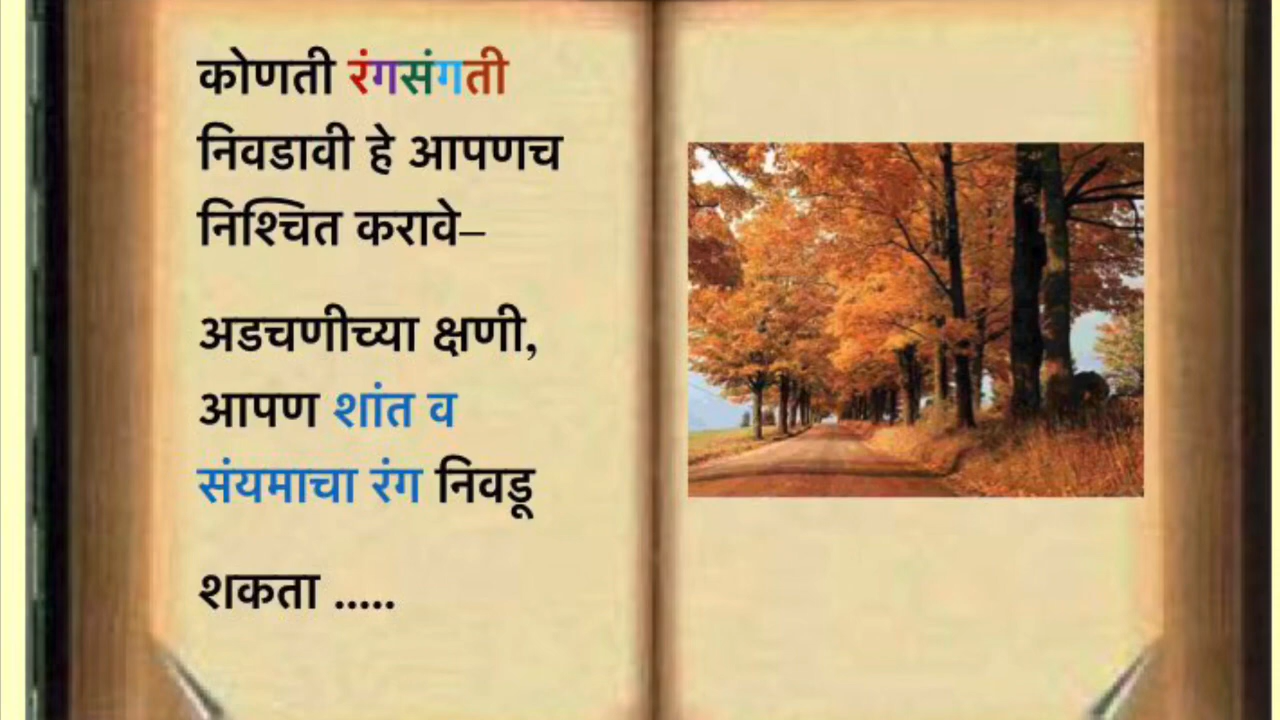 कोणती रंगसंगती
निवडावी हे आपणच
निश्चित करावे–
अडचणीच्या क्षणी,
आपण शांत व
संयमाचा रंग निवडू
शकता .....